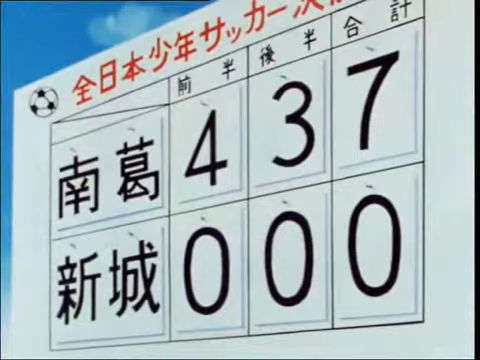 全日本少年サッカー決
前半 後半 合計
南葛 4 3 7
新城 0 0 0